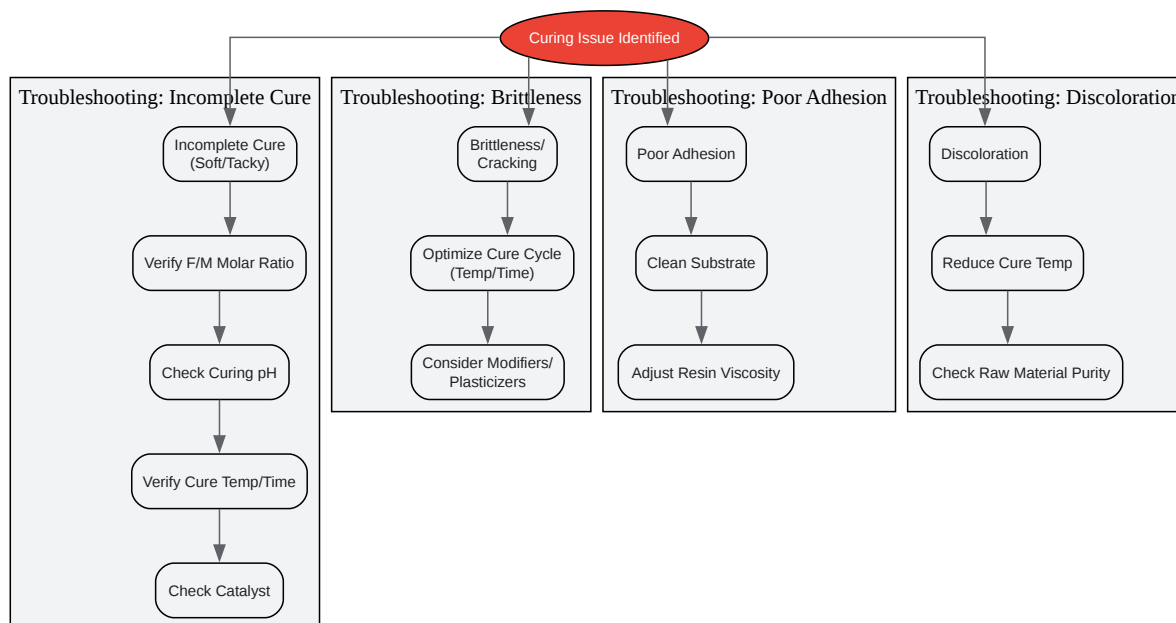 Curing Issue Identified
Troubleshooting: Incomplete Cure
Incomplete Cure
(Soft/Tacky)
Verify F/M Molar Ratio
Check Curing pH
Verify Cure Temp/Time
Check Catalyst
Troubleshooting: Brittleness
Brittleness/
Cracking
Optimize Cure Cycle
(Temp/Time)
Consider Modifiers/
Plasticizers
Troubleshooting: Poor Adhesion
Poor Adhesion
Clean Substrate
Adjust Resin Viscosity
Troubleshooting: Discoloration
Discoloration
Reduce Cure Temp
Check Raw Material Purity